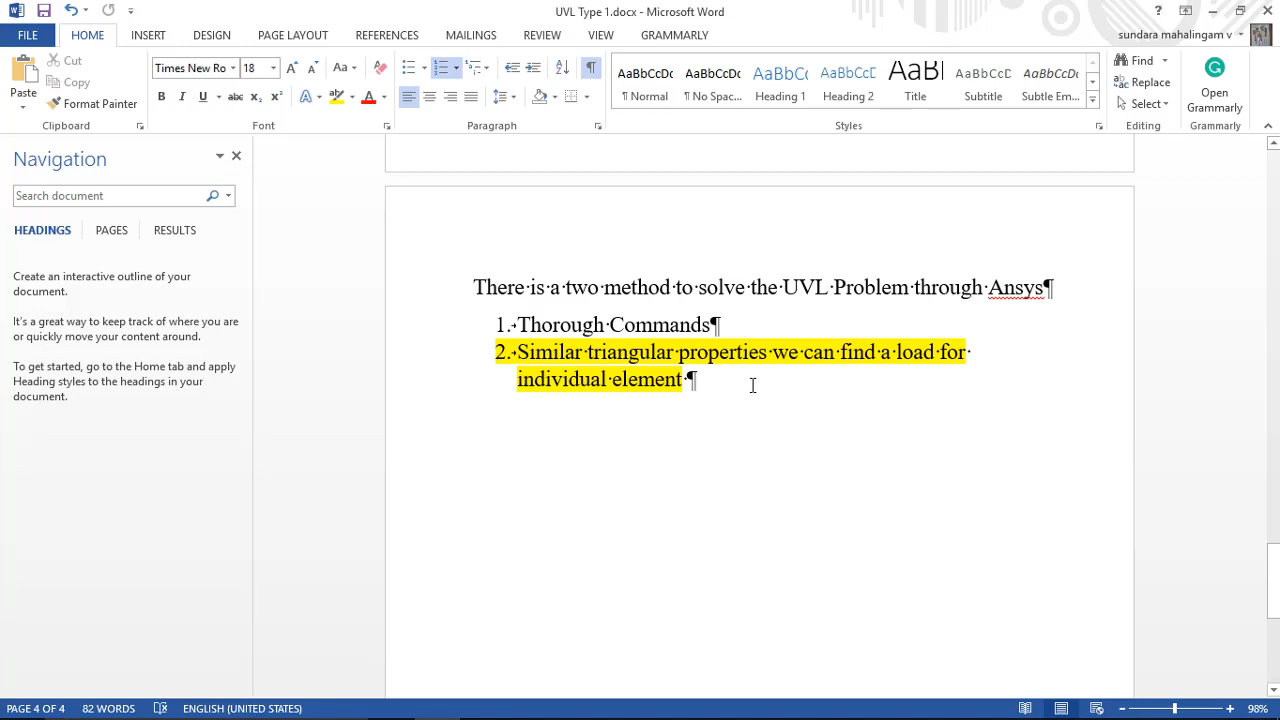 UVL Type 1.docx - Microsoft Word
FILE HOME INSERT DESIGN PAGE LAYOUT REFERENCES MAILINGS REVIEW VIEW GRAMMARLY
sundara mahalingam v
Paste
Cut
Copy
Format Painter
Clipboard
Times New Ro 18
Font
Paragraph
AaBbCcDc AaBbCcDc AaBbCc AaBbCcC AaBl AaBbCcD AaBbCcDc
¶ Normal ¶ No Spac... Heading 1 Heading 2 Title Subtitle Subtle Em...
Styles
Find
Replace
Select
Editing
Open
Grammarly
Grammarly
Navigation
Search document
HEADINGS PAGES RESULTS
Create an interactive outline of your
document.
It's a great way to keep track of where you are
or quickly move your content around.
To get started, go to the Home tab and apply
Heading styles to the headings in your
document.
There·is·a·two·method·to·solve·the·UVL·Problem·through·Ansys¶
1.→Thorough·Commands¶
2.→Similar·triangular·properties·we·can·find·a·load·for·
individual·element·¶
PAGE 4 OF 4 82 WORDS ENGLISH (UNITED STATES) 98%